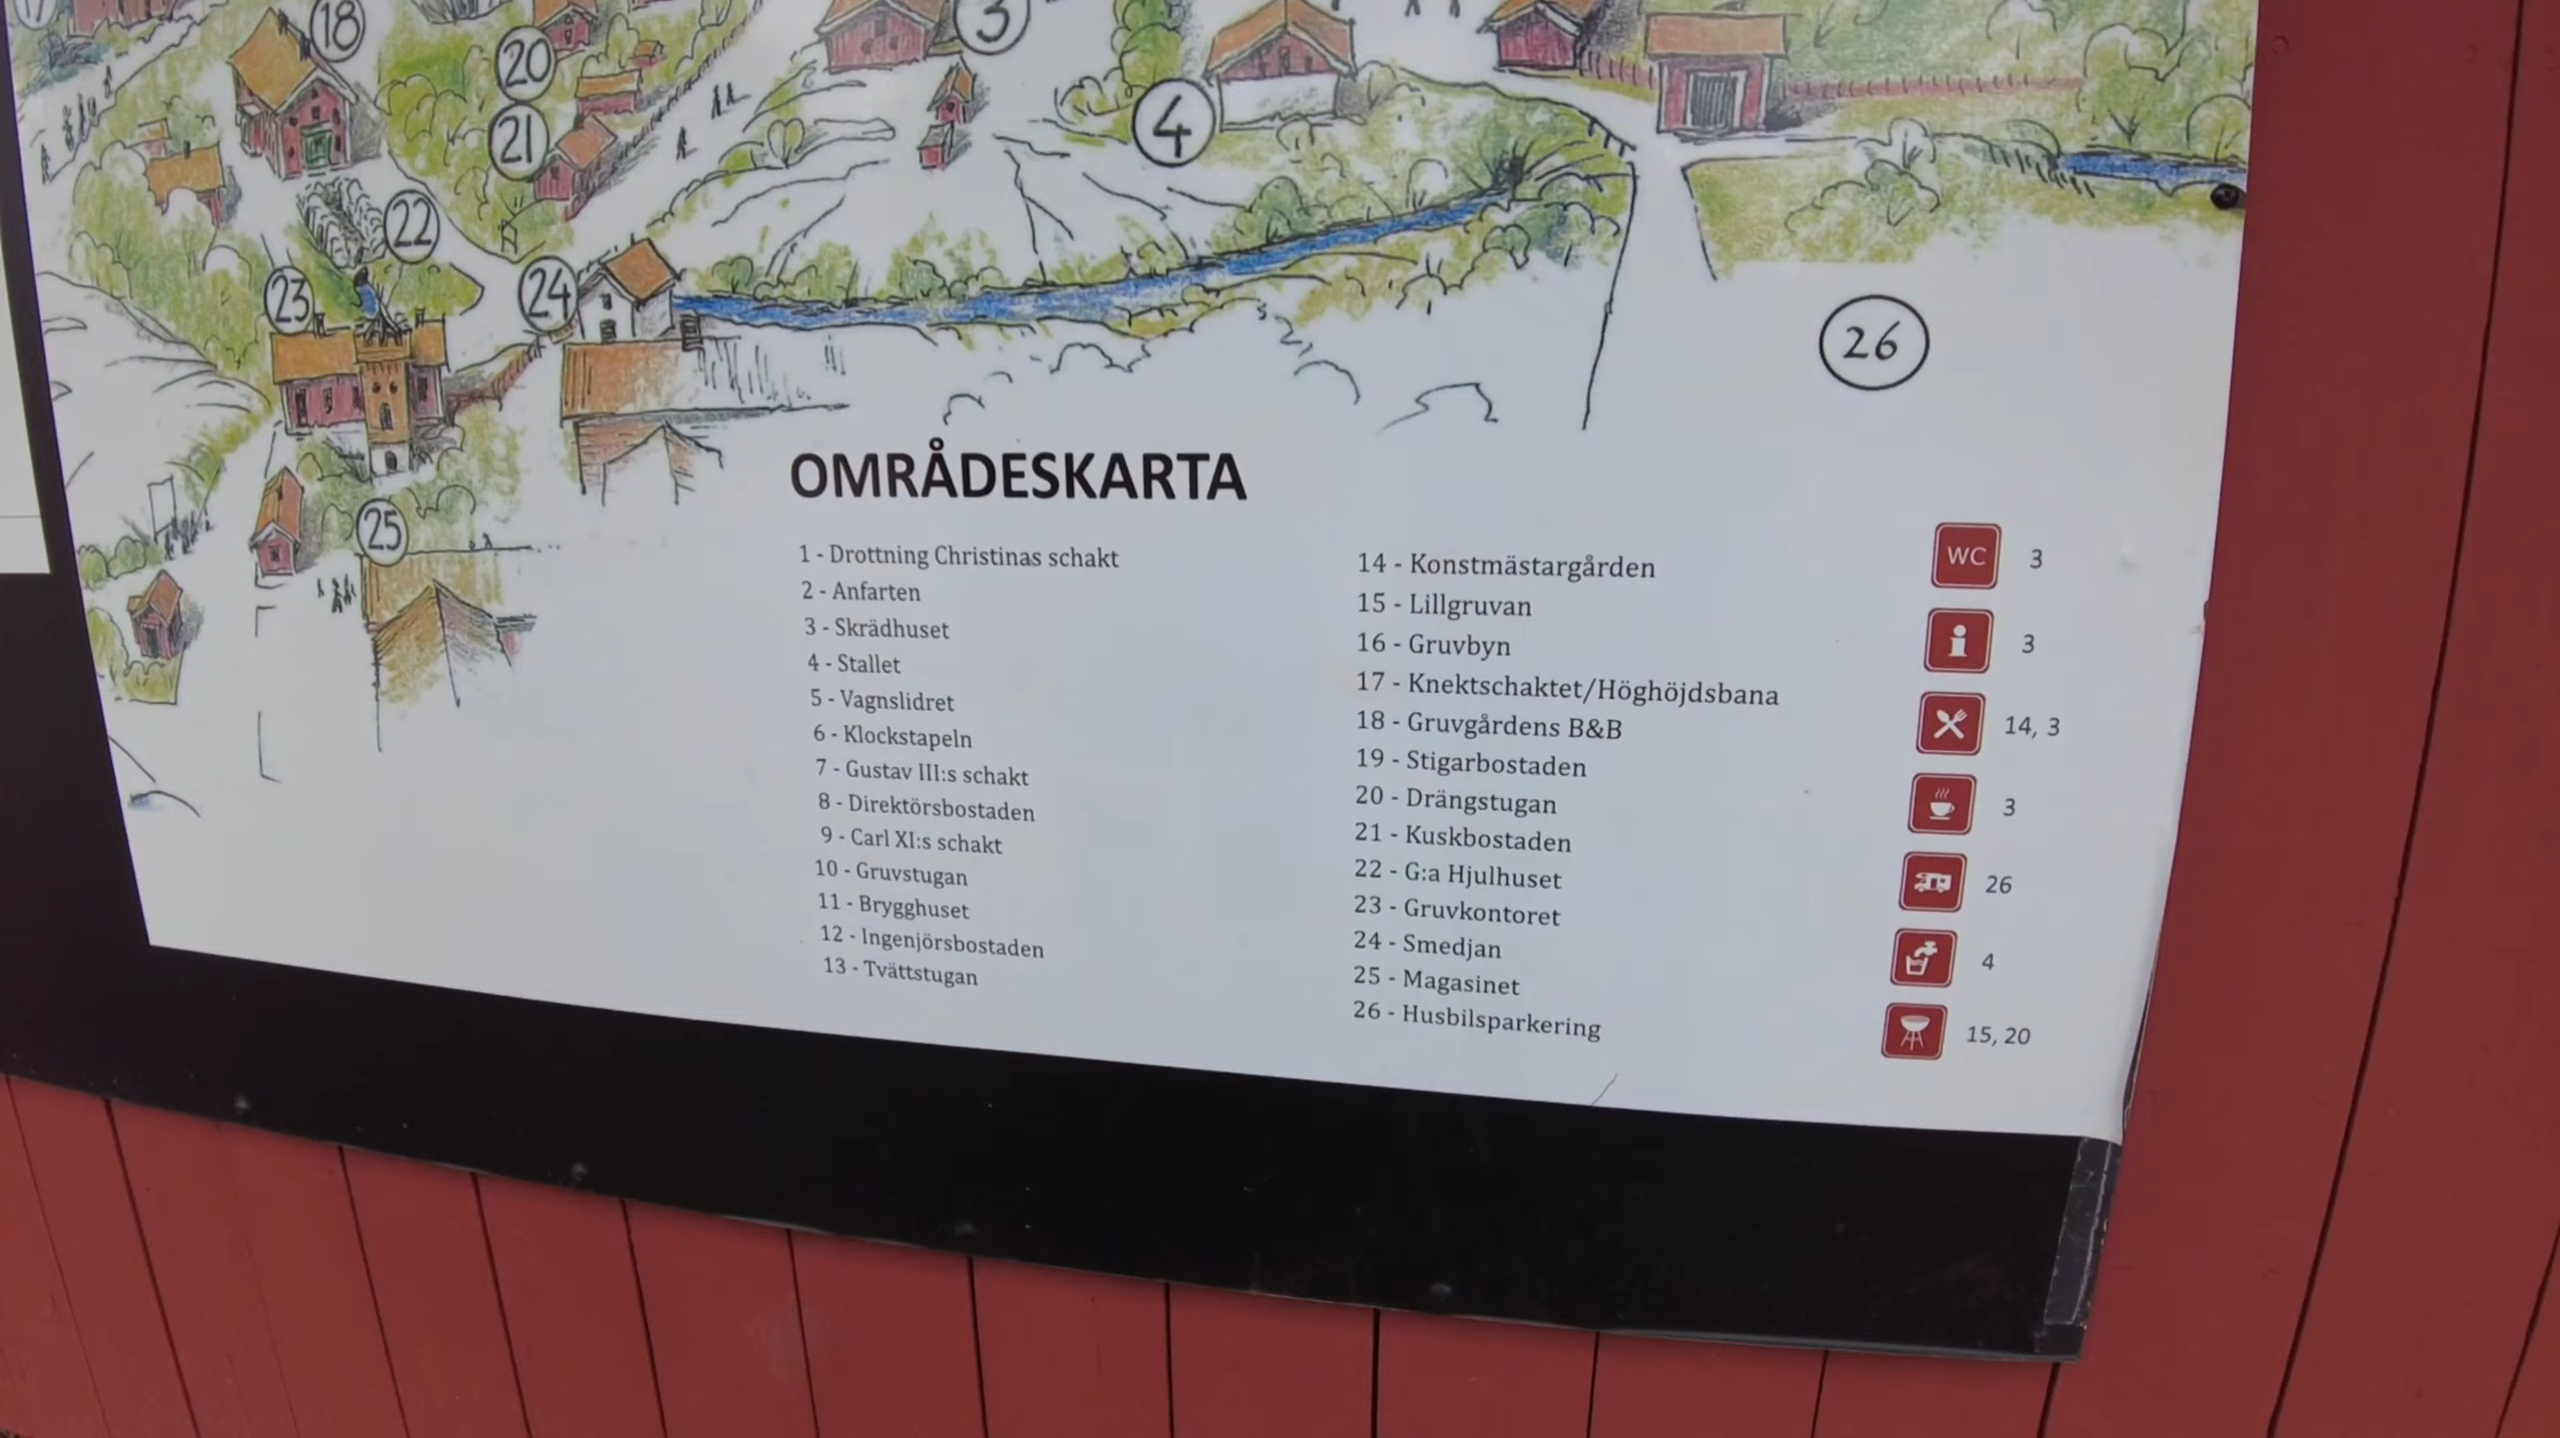 17
18
20
3
21
4
22
23
24
26
25
OMRÅDESKARTA
1 - Drottning Christinas schakt
2 - Anfarten
3 - Skrädhuset
4 - Stallet
5 - Vagnslidret
6 - Klockstapeln
7 - Gustav III:s schakt
8 - Direktörsbostaden
9 - Carl XI:s schakt
10 - Gruvstugan
11 - Brygghuset
12 - Ingenjörsbostaden
13 - Tvättstugan
14 - Konstmästargården
15 - Lillgruvan
16 - Gruvbyn
17 - Knektschaktet/Höghöjdsbana
18 - Gruvgårdens B&B
19 - Stigarbostaden
20 - Drängstugan
21 - Kuskbostaden
22 - G:a Hjulhuset
23 - Gruvkontoret
24 - Smedjan
25 - Magasinet
26 - Husbilsparkering
WC 3
i 3
14, 3
3
26
4
15, 20